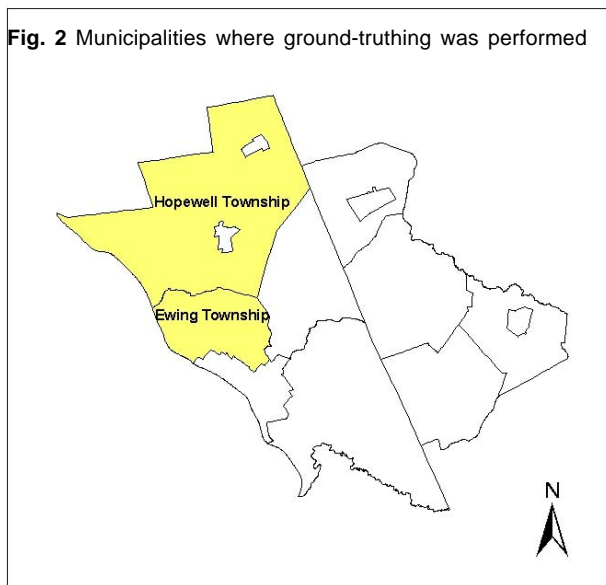 Fig. 2 Municipalities where ground-truthing was performed
Hopewell Township
Ewing Township
N